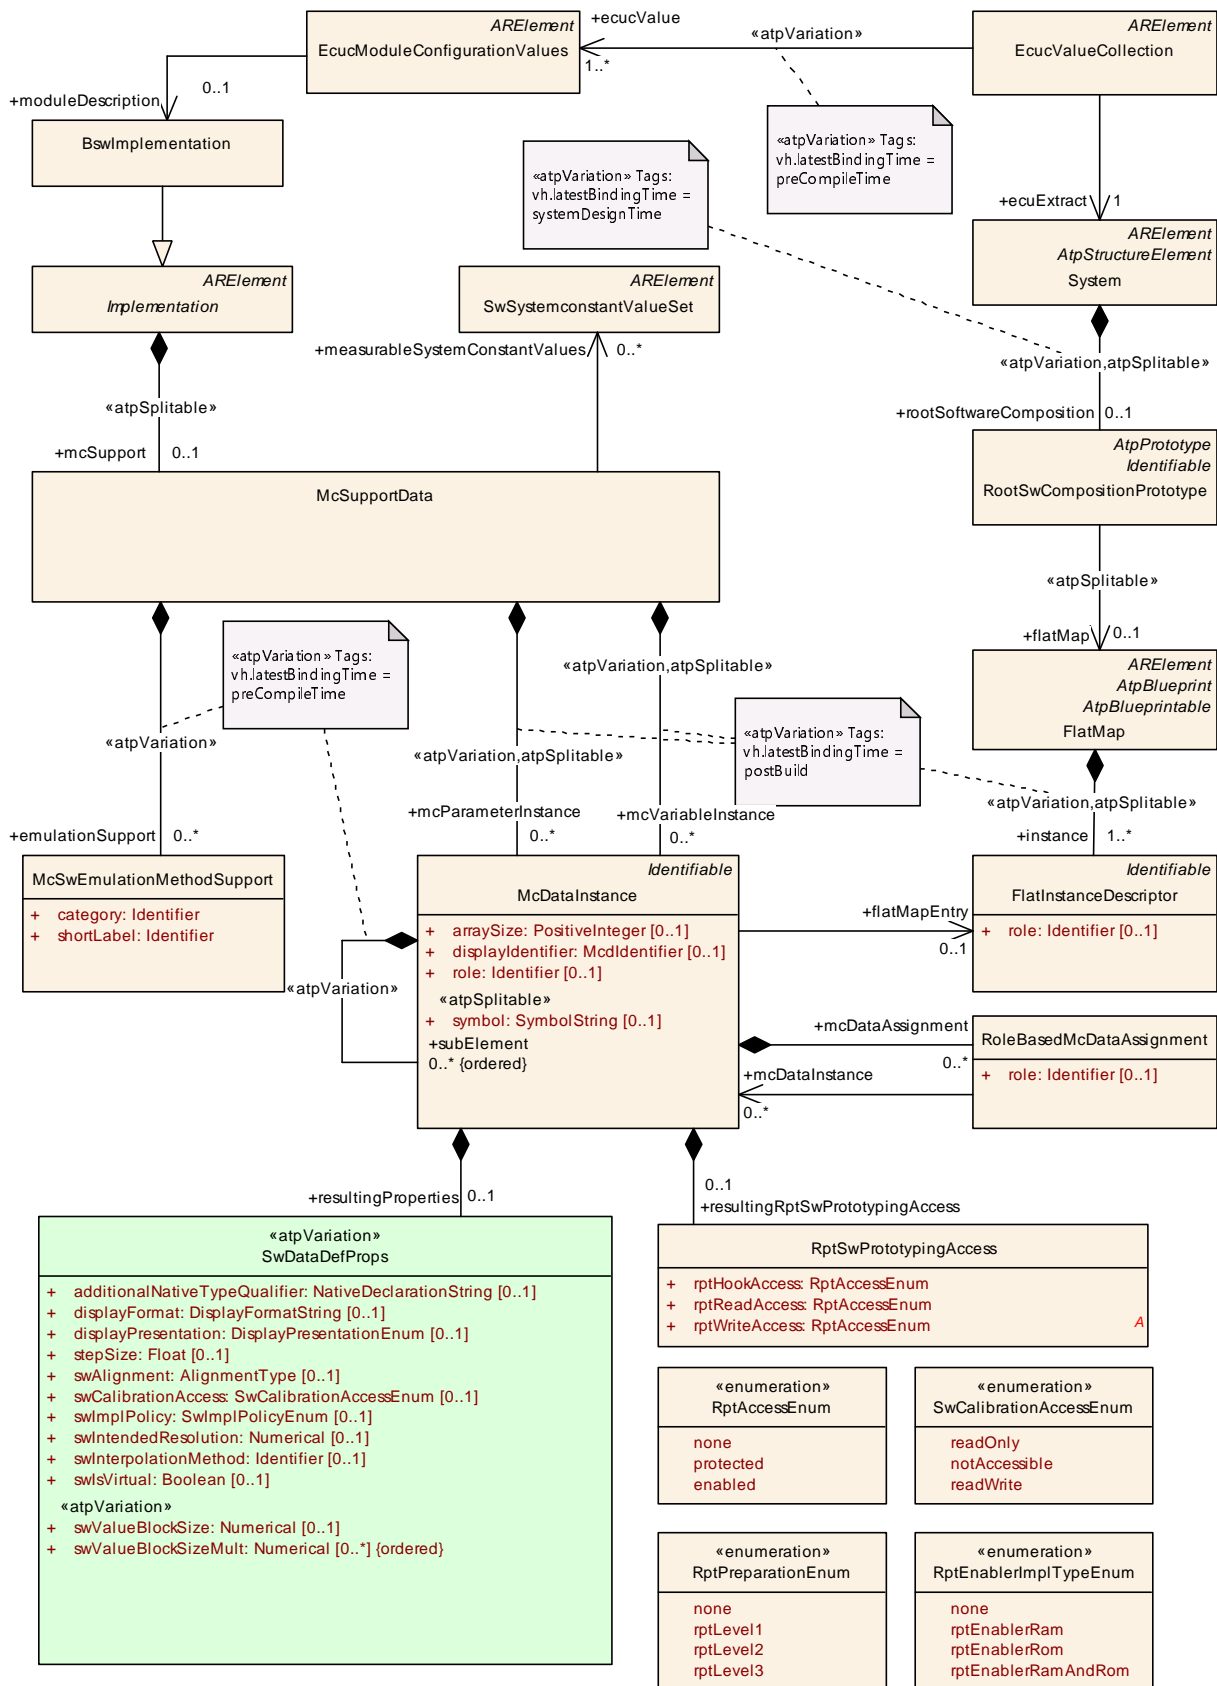 +ecucValue
ARElement
EcucModuleConfigurationValues
«atpVariation»
1..*
ARElement
EcucValueCollection
0..1
+moduleDescription
BswImplementation
«atpVariation» Tags:
vh.latestBindingTime =
preCompileTime
«atpVariation» Tags:
vh.latestBindingTime =
systemDesignTime
+ecuExtract
1
ARElement
AtpStructureElement
System
ARElement
Implementation
ARElement
SwSystemconstantValueSet
+measurableSystemConstantValues
0..*
«atpVariation,atpSplitable»
«atpSplitable»
+rootSoftwareComposition
0..1
+mcSupport
0..1
AtpPrototype
Identifiable
RootSwCompositionPrototype
McSupportData
«atpSplitable»
+flatMap
0..1
«atpVariation» Tags:
vh.latestBindingTime =
preCompileTime
«atpVariation,atpSplitable»
ARElement
AtpBlueprint
AtpBlueprintable
FlatMap
«atpVariation»
«atpVariation,atpSplitable»
«atpVariation» Tags:
vh.latestBindingTime =
postBuild
«atpVariation,atpSplitable»
+mcParameterInstance
0..*
+mcVariableInstance
0..*
+instance
1..*
+emulationSupport
0..*
McSwEmulationMethodSupport
+ category: Identifier
+ shortLabel: Identifier
Identifiable
McDataInstance
+ arraySize: PositiveInteger [0..1]
+ displayIdentifier: McdIdentifier [0..1]
+ role: Identifier [0..1]
«atpSplitable»
+ symbol: SymbolString [0..1]
+subElement
0..* {ordered}
«atpVariation»
+flatMapEntry
0..1
Identifiable
FlatInstanceDescriptor
+ role: Identifier [0..1]
+mcDataAssignment
0..*
+mcDataInstance
0..*
RoleBasedMcDataAssignment
+ role: Identifier [0..1]
+resultingProperties
0..1
0..1
+resultingRptSwPrototypingAccess
«atpVariation»
SwDataDefProps
+ additionalNativeTypeQualifier: NativeDeclarationString [0..1]
+ displayFormat: DisplayFormatString [0..1]
+ displayPresentation: DisplayPresentationEnum [0..1]
+ stepSize: Float [0..1]
+ swAlignment: AlignmentType [0..1]
+ swCalibrationAccess: SwCalibrationAccessEnum [0..1]
+ swImplPolicy: SwImplPolicyEnum [0..1]
+ swIntendedResolution: Numerical [0..1]
+ swInterpolationMethod: Identifier [0..1]
+ swIsVirtual: Boolean [0..1]
«atpVariation»
+ swValueBlockSize: Numerical [0..1]
+ swValueBlockSizeMult: Numerical [0..*] {ordered}
RptSwPrototypingAccess
+ rptHookAccess: RptAccessEnum
+ rptReadAccess: RptAccessEnum
+ rptWriteAccess: RptAccessEnum
A
«enumeration»
RptAccessEnum
none
protected
enabled
«enumeration»
SwCalibrationAccessEnum
readOnly
notAccessible
readWrite
«enumeration»
RptPreparationEnum
none
rptLevel1
rptLevel2
rptLevel3
«enumeration»
RptEnablerImplTypeEnum
none
rptEnablerRam
rptEnablerRom
rptEnablerRamAndRom